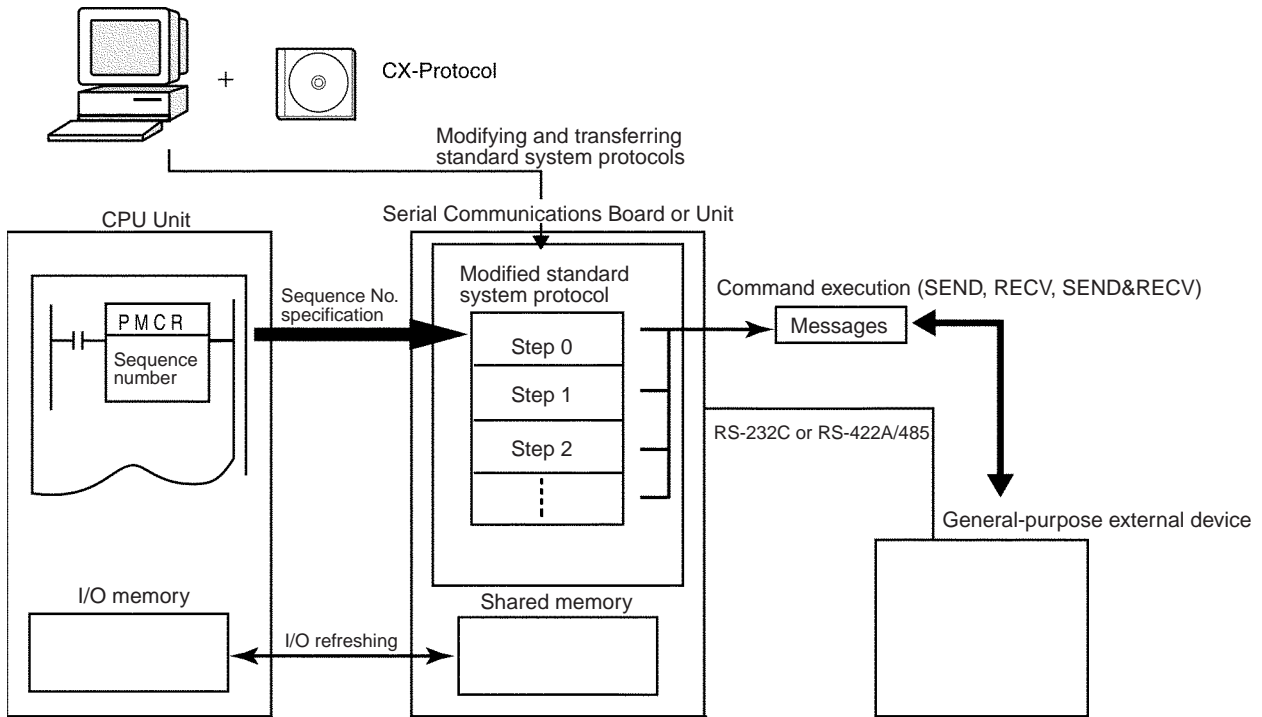 +
CX-Protocol
Modifying and transferring
standard system protocols
CPU Unit
Serial Communications Board or Unit
PMCR
Sequence
number
Sequence No.
specification
Modified standard
system protocol
Step 0
Step 1
Step 2
Command execution (SEND, RECV, SEND&RECV)
Messages
RS-232C or RS-422A/485
General-purpose external device
I/O memory
I/O refreshing
Shared memory